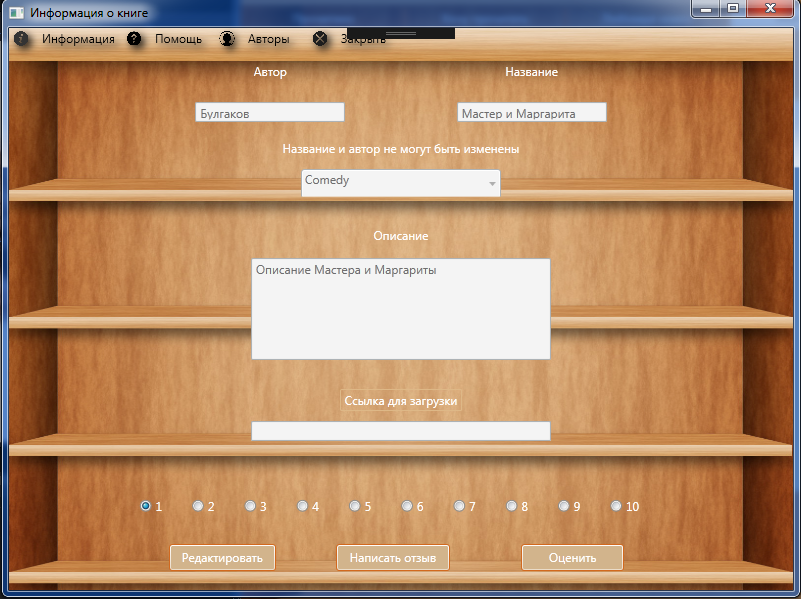 Информация о книге
Информация Помощь Авторы Закрыть
Автор Название
Булгаков Мастер и Маргарита
Название и автор не могут быть изменены
Comedy
Описание
Описание Мастера и Маргариты
Ссылка для загрузки
1 2 3 4 5 6 7 8 9 10
Редактировать Написать отзыв Оценить